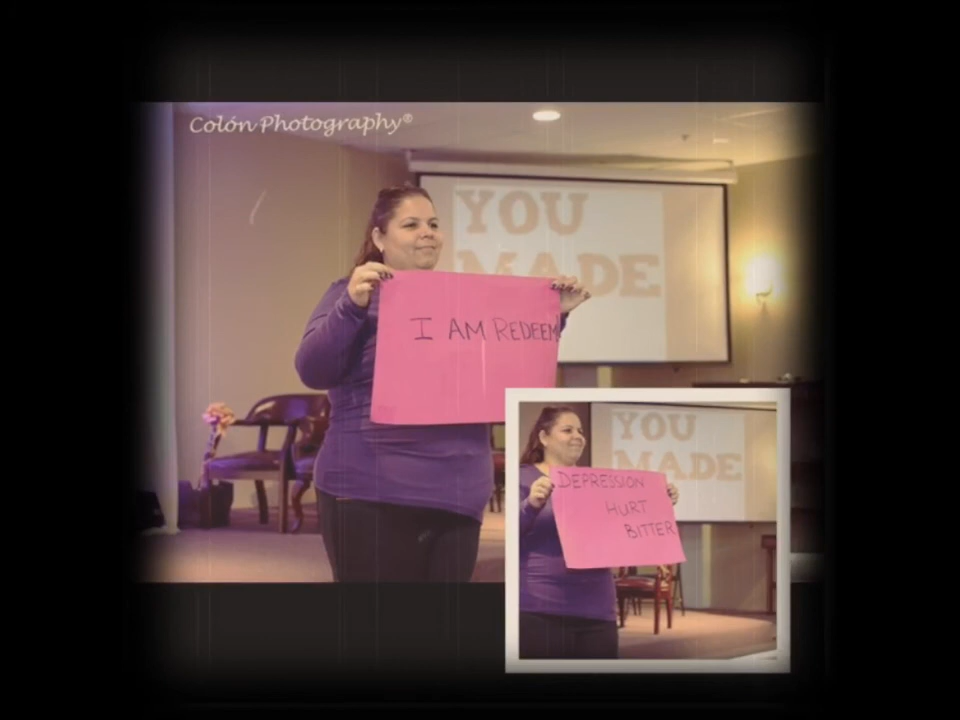 Colón Photography®
YOU
MADE
I AM REDEEM
YOU
MADE
DEPRESSION
HURT
BITTER